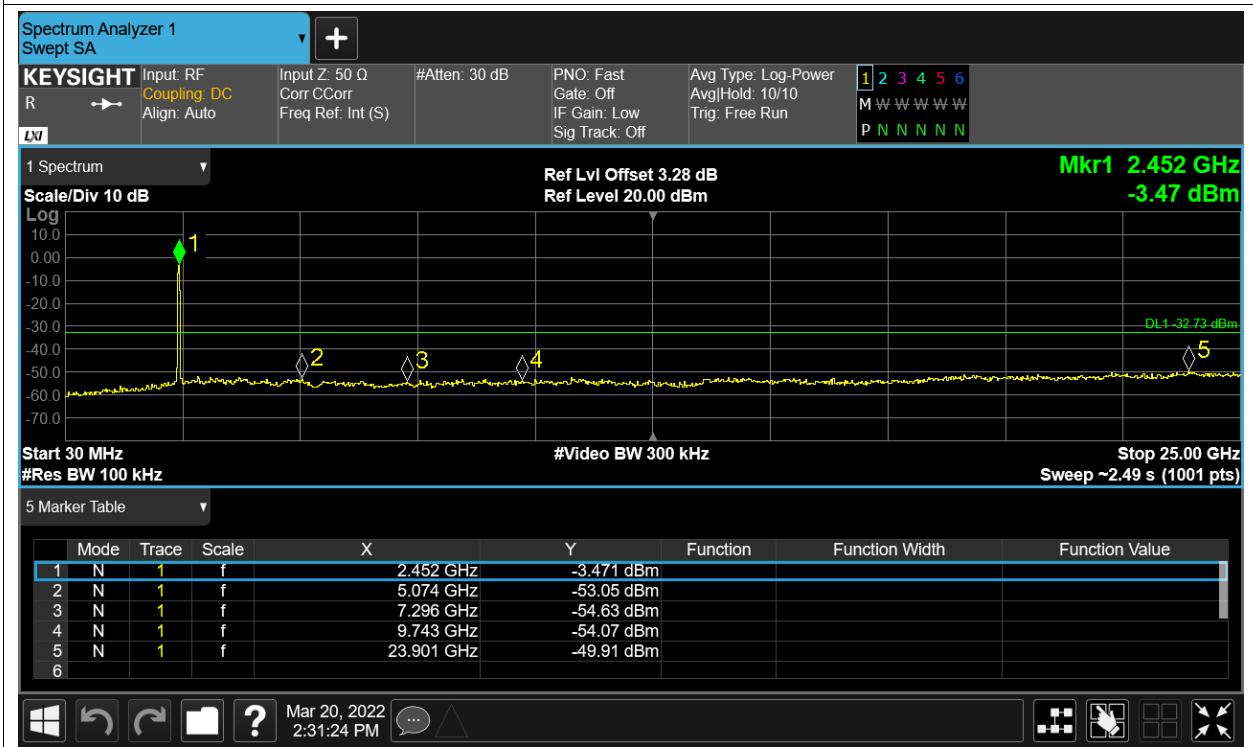 Spectrum Analyzer 1
Swept SA
+
KEYSIGHT Input: RF Input Z: 50 Ω #Atten: 30 dB PNO: Fast Avg Type: Log-Power 1 2 3 4 5 6
R Coupling: DC Corr CCorr Gate: Off Avg|Hold: 10/10 M W W W W W W
Align: Auto Freq Ref: Int (S) IF Gain: Low Trig: Free Run
LXI Sig Track: Off P N N N N N N
1 Spectrum Ref Lvl Offset 3.28 dB Mkr1 2.452 GHz
Scale/Div 10 dB Ref Level 20.00 dBm -3.47 dBm
Log
10.0 1
0.00
-10.0
-20.0
-30.0 DL1 -32.73 dBm
-40.0
2 3 4 5
-50.0
-60.0
-70.0
Start 30 MHz #Video BW 300 kHz Stop 25.00 GHz
#Res BW 100 kHz Sweep ~2.49 s (1001 pts)
5 Marker Table
Mode Trace Scale X Y Function Function Width Function Value
1 N 1 f 2.452 GHz -3.471 dBm
2 N 1 f 5.074 GHz -53.05 dBm
3 N 1 f 7.296 GHz -54.63 dBm
4 N 1 f 9.743 GHz -54.07 dBm
5 N 1 f 23.901 GHz -49.91 dBm
6
? Mar 20, 2022
2:31:24 PM